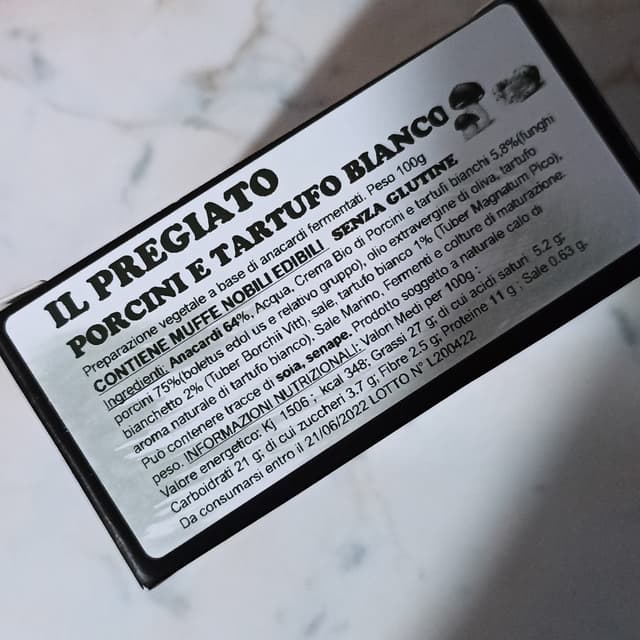 IL PREGIATO
PORCINI E TARTUFO BIANCO
Preparazione vegetale a base di anacardi fermentati. Peso 100g
CONTIENE MUFFE NOBILI EDIBILI SENZA GLUTINE
Ingredienti: Anacardi 64%, Acqua, Crema Bio di Porcini e tartufi bianchi 5,8%(funghi
porcini 75%(boletus edol us e relativo gruppo), olio extravergine di oliva, tartufo
bianchetto 2% (Tuber Borchii Vitt), sale, tartufo bianco 1% (Tuber Magnatum Pico),
aroma naturale di tartufo bianco), Sale Marino, Fermenti e colture di maturazione.
Può contenere tracce di soia, senape. Prodotto soggetto a naturale calo di
peso. INFORMAZIONI NUTRIZIONALI: Valori Medi per 100g :
Valore energetico: Kj 1506 ; kcal 348; Grassi 27 g; di cui acidi saturi 5.2 g;
Carboidrati 21 g; di cui zuccheri 3,7 g; Fibre 2.5 g; Proteine 11 g ; Sale 0.63 g.
Da consumarsi entro il 21/06/2022 LOTTO N° L200422